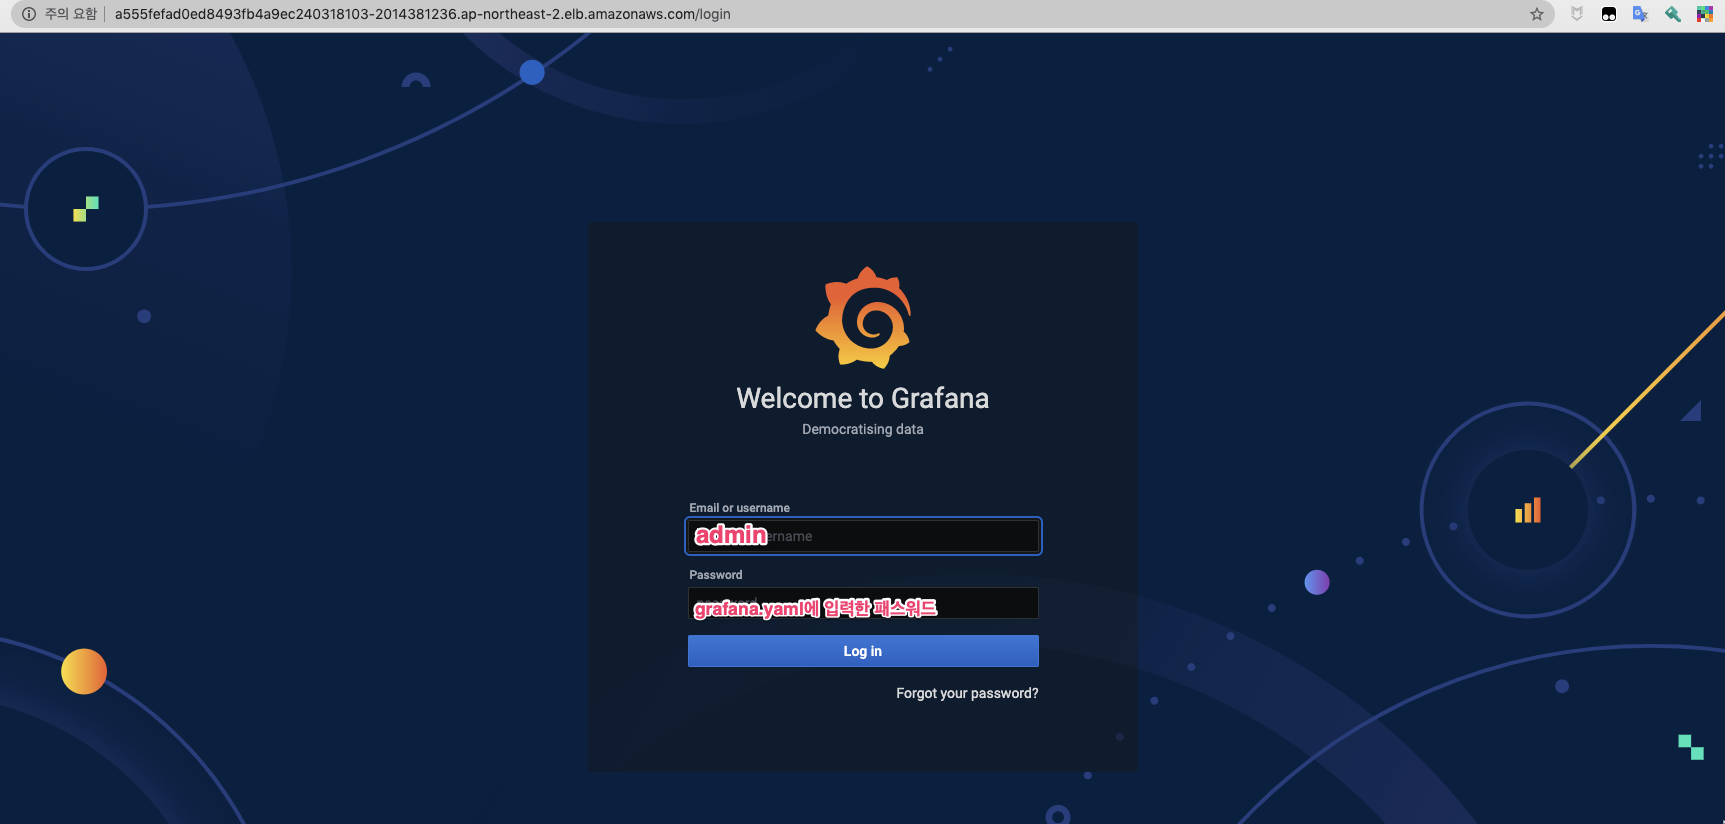 주의 요함 a555fefad0ed8493fb4a9ec240318103-2014381236.ap-northeast-2.elb.amazonaws.com/login
Welcome to Grafana
Democratising data
Email or username
admin ername
Password
grafana.yaml에 입력한 패스워드
Log in
Forgot your password?